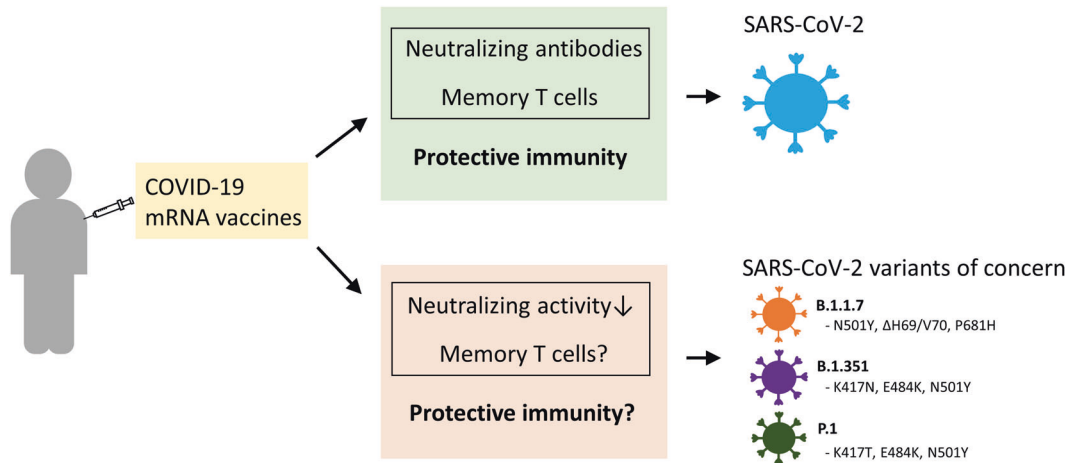 COVID-19
mRNA vaccines
Neutralizing antibodies
Memory T cells
Protective immunity
SARS-CoV-2
Neutralizing activity↓
Memory T cells?
Protective immunity?
SARS-CoV-2 variants of concern
B.1.1.7
- N501Y, ΔH69/V70, P681H
B.1.351
- K417N, E484K, N501Y
P.1
- K417T, E484K, N501Y